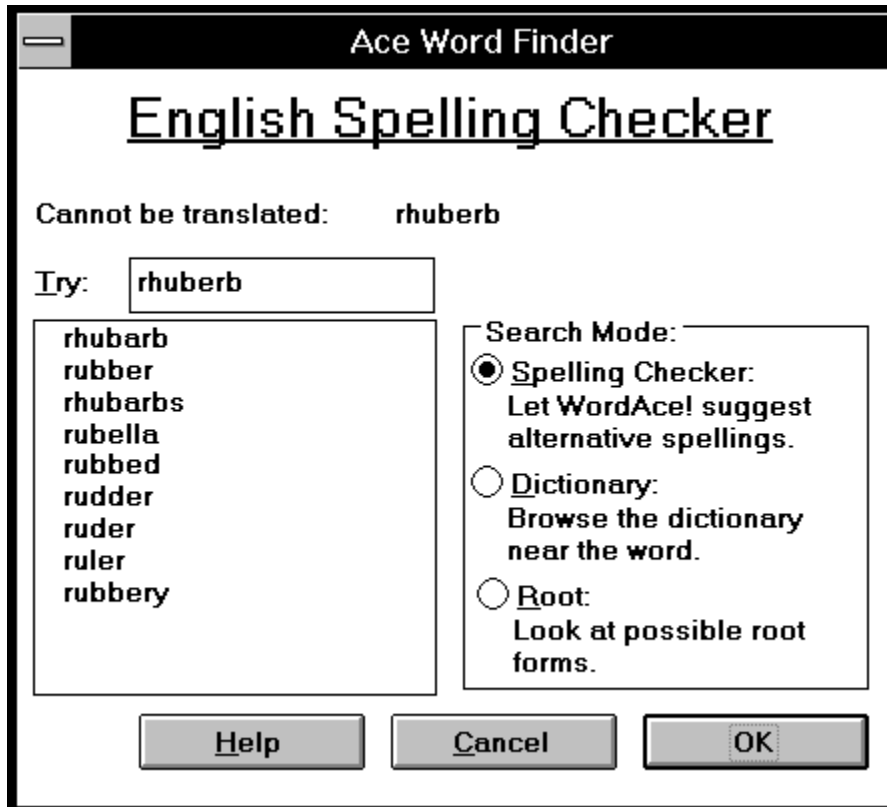 Ace Word Finder
English Spelling Checker
Cannot be translated: rhuberb
Try: rhuberb
rhubarb
rubber
rhubarbs
rubella
rubbed
rudder
ruder
ruler
rubbery
Search Mode:
Spelling Checker:
Let WordAce! suggest
alternative spellings.
Dictionary:
Browse the dictionary
near the word.
Root:
Look at possible root
forms.
Help
Cancel
OK